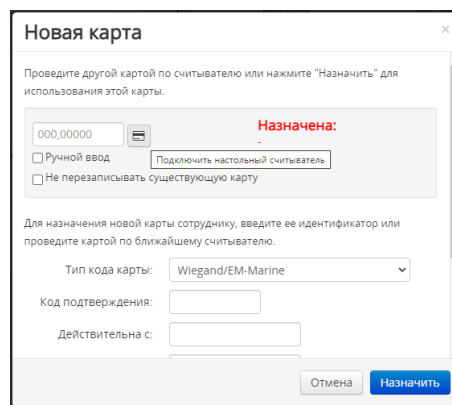 Новая карта
×
Проведите другой картой по считывателю или нажмите "Назначить" для
использования этой карты.
000,00000
Назначена:
-
Ручной ввод
Подключить настольный считыватель
Не перезаписывать существующую карту
Для назначения новой карты сотруднику, введите ее идентификатор или
проведите картой по ближайшему считывателю.
Тип кода карты: Wiegand/EM-Marine
Код подтверждения:
Действительна с:
Отмена Назначить